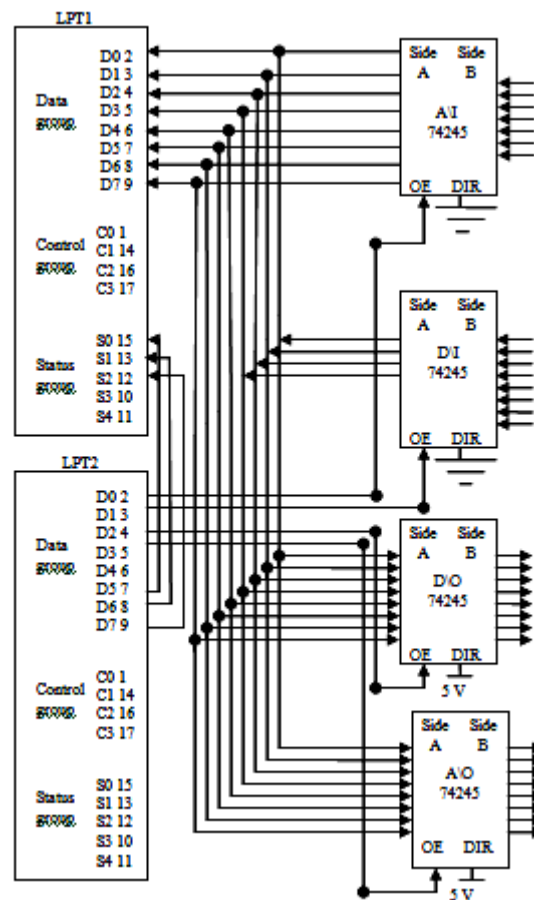 LPT1
D0 2
D1 3
D2 4
D3 5
D4 6
D5 7
D6 8
D7 9
Data
C0 1
C1 14
C2 16
C3 17
Control
S0 15
S1 13
S2 12
S3 10
S4 11
Status
Side Side
A B
A\I
74245
OE DIR
Side Side
A B
D\I
74245
OE DIR
LPT2
D0 2
D1 3
D2 4
D3 5
D4 6
D5 7
D6 8
D7 9
Data
C0 1
C1 14
C2 16
C3 17
Control
S0 15
S1 13
S2 12
S3 10
S4 11
Status
Side Side
A B
D\O
74245
OE DIR
5 V
Side Side
A B
A\O
74245
OE DIR
5 V